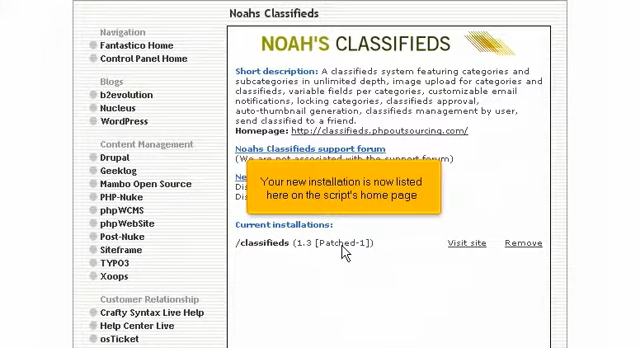 Noahs Classifieds
Navigation
Fantastico Home
Control Panel Home
Blogs
b2evolution
Nucleus
WordPress
Content Management
Drupal
Geeklog
Mambo Open Source
PHP-Nuke
phpWCMS
phpWebSite
Post-Nuke
Siteframe
TYPO3
Xoops
Customer Relationship
Crafty Syntax Live Help
Help Center Live
osTicket
NOAH'S CLASSIFIEDS
Short description: A classifieds system featuring categories and
subcategories in unlimited depth, image upload for categories and
classifieds, variable fields per categories, customizable email
notifications, locking categories, classifieds approval,
auto-thumbnail generation, classifieds management by user,
send classified to a friend.
Homepage: http://classifieds.phpoutsourcing.com/
Noahs Classifieds support forum
(We are not associated with the support forum)
Ne
Dis
Dis
Your new installation is now listed
here on the script's home page
Current installations:
/classifieds (1.3 [Patched-1]) Visit site Remove